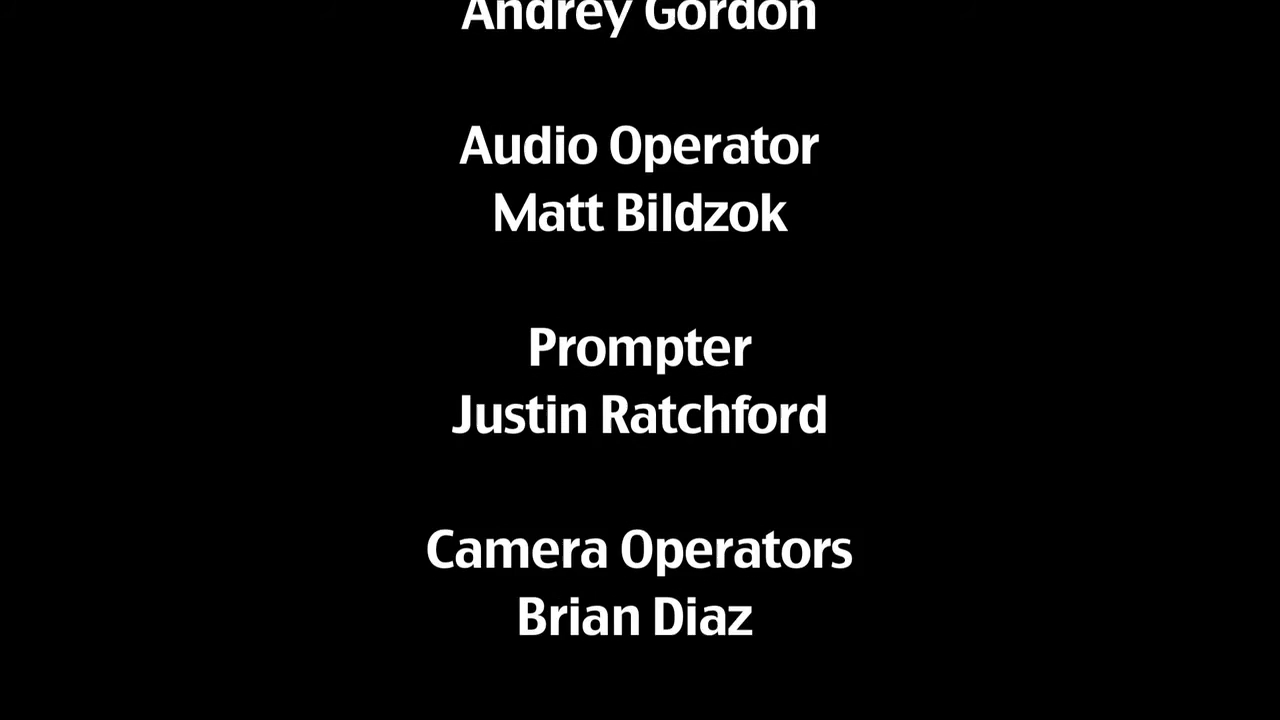 Andrey Gordon
Audio Operator
Matt Bildzok
Prompter
Justin Ratchford
Camera Operators
Brian Diaz